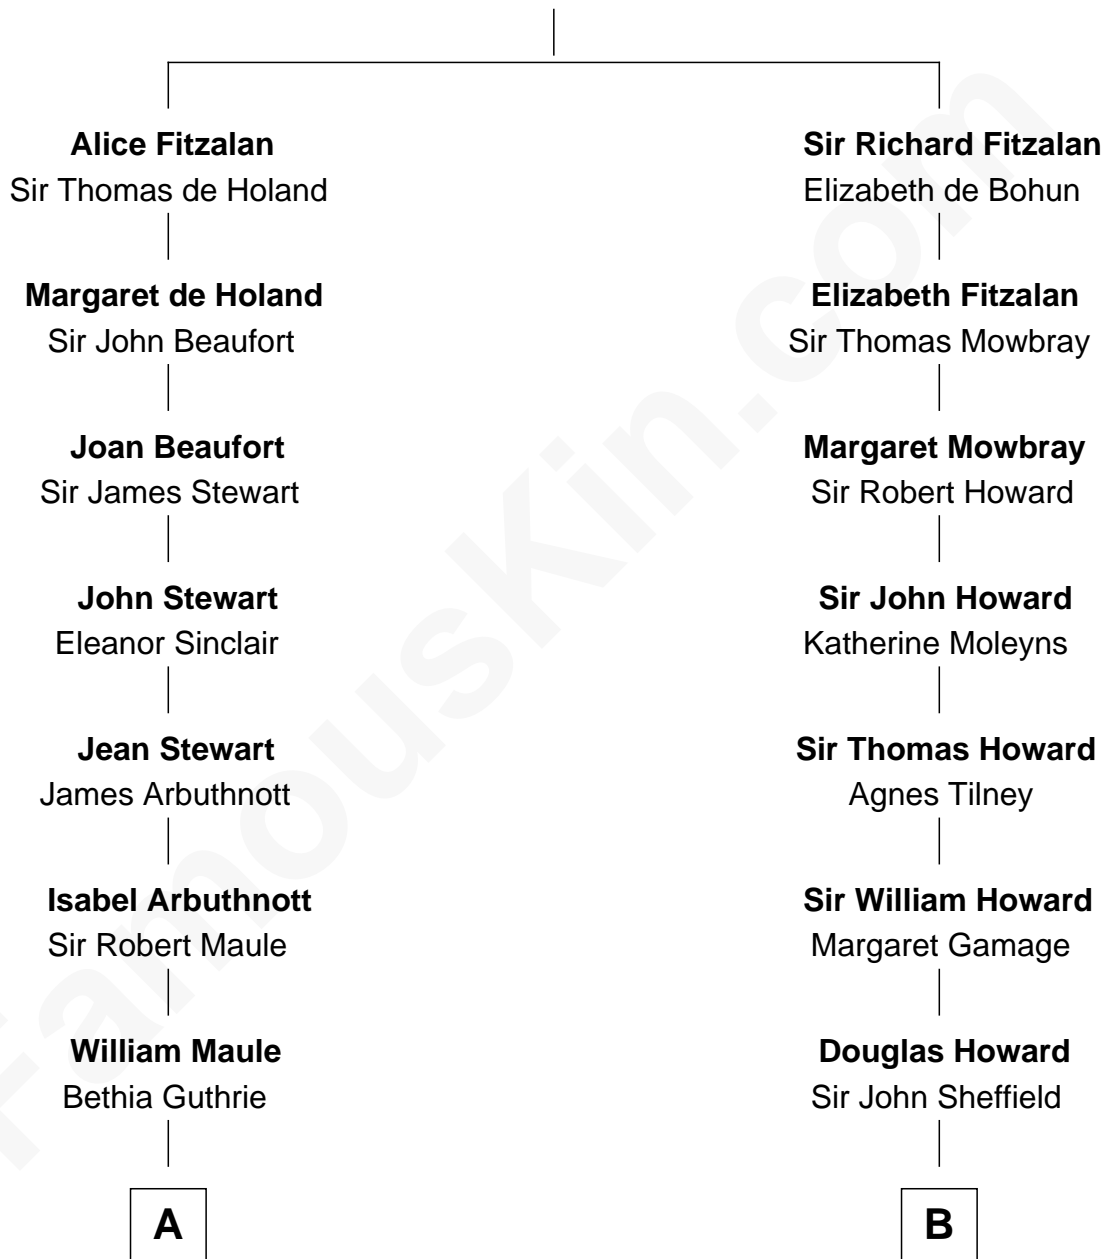 Alice Fitzalan
Sir Thomas de Holand
Margaret de Holand
Sir John Beaufort
Joan Beaufort
Sir James Stewart
John Stewart
Eleanor Sinclair
Jean Stewart
James Arbuthnott
Isabel Arbuthnott
Sir Robert Maule
William Maule
Bethia Guthrie
A
Sir Richard Fitzalan
Elizabeth de Bohun
Elizabeth Fitzalan
Sir Thomas Mowbray
Margaret Mowbray
Sir Robert Howard
Sir John Howard
Katherine Moleyns
Sir Thomas Howard
Agnes Tilney
Sir William Howard
Margaret Gamage
Douglas Howard
Sir John Sheffield
B
FamousKin.com